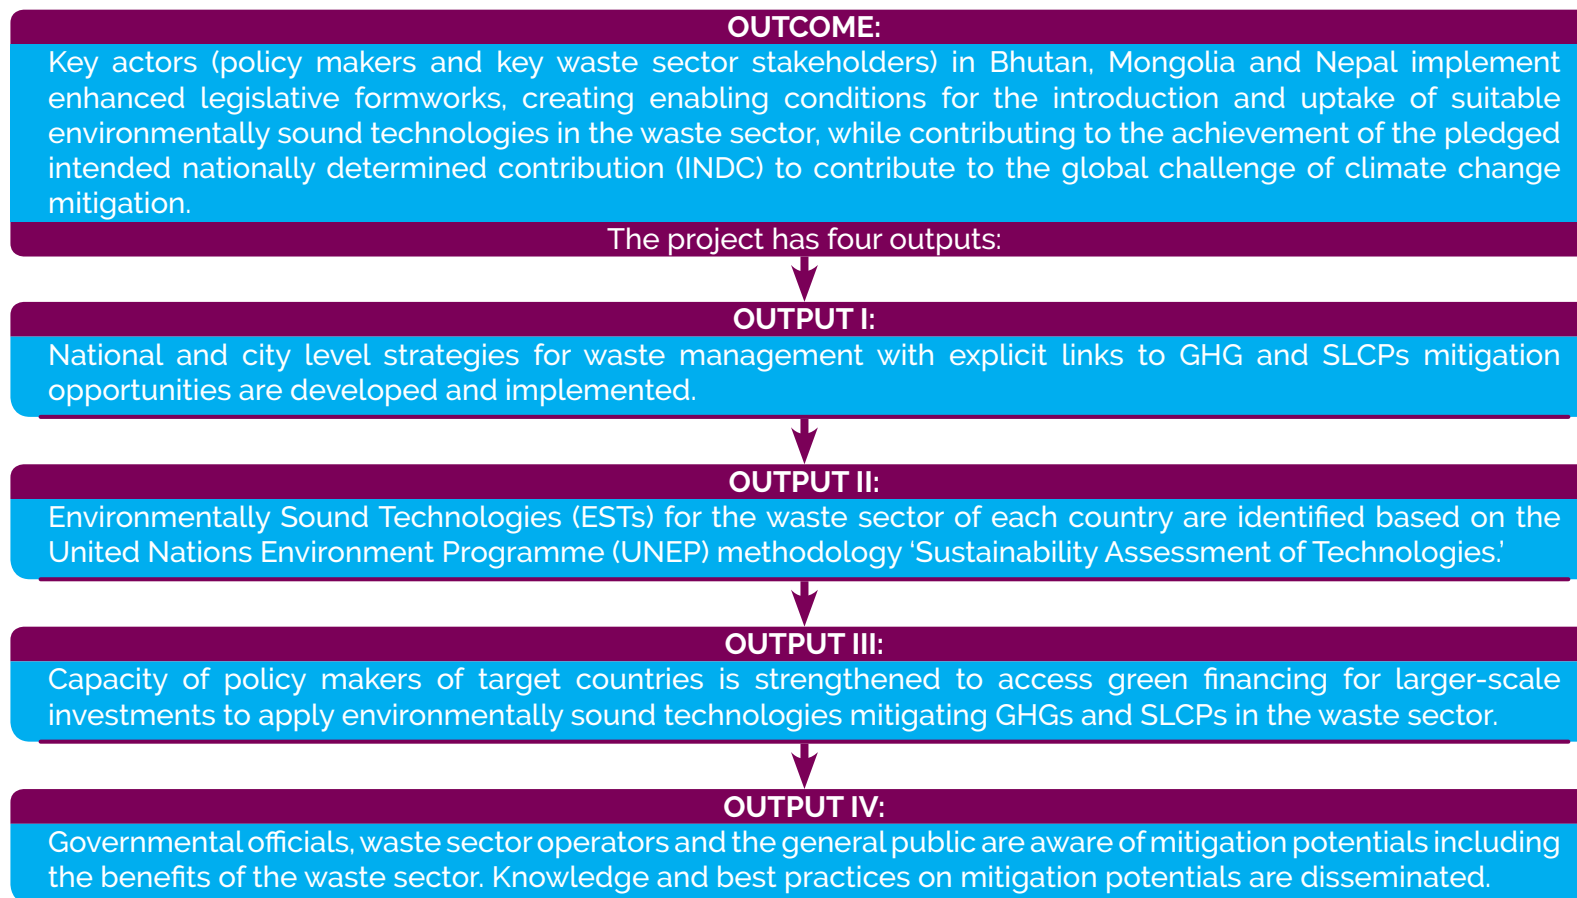 OUTCOME:
Key actors (policy makers and key waste sector stakeholders) in Bhutan, Mongolia and Nepal implement
enhanced legislative formworks, creating enabling conditions for the introduction and uptake of suitable
environmentally sound technologies in the waste sector, while contributing to the achievement of the pledged
intended nationally determined contribution (INDC) to contribute to the global challenge of climate change
mitigation.
The project has four outputs:
OUTPUT I:
National and city level strategies for waste management with explicit links to GHG and SLCPs mitigation
opportunities are developed and implemented.
OUTPUT II:
Environmentally Sound Technologies (ESTs) for the waste sector of each country are identified based on the
United Nations Environment Programme (UNEP) methodology ‘Sustainability Assessment of Technologies.’
OUTPUT III:
Capacity of policy makers of target countries is strengthened to access green financing for larger-scale
investments to apply environmentally sound technologies mitigating GHGs and SLCPs in the waste sector.
OUTPUT IV:
Governmental officials, waste sector operators and the general public are aware of mitigation potentials including
the benefits of the waste sector. Knowledge and best practices on mitigation potentials are disseminated.